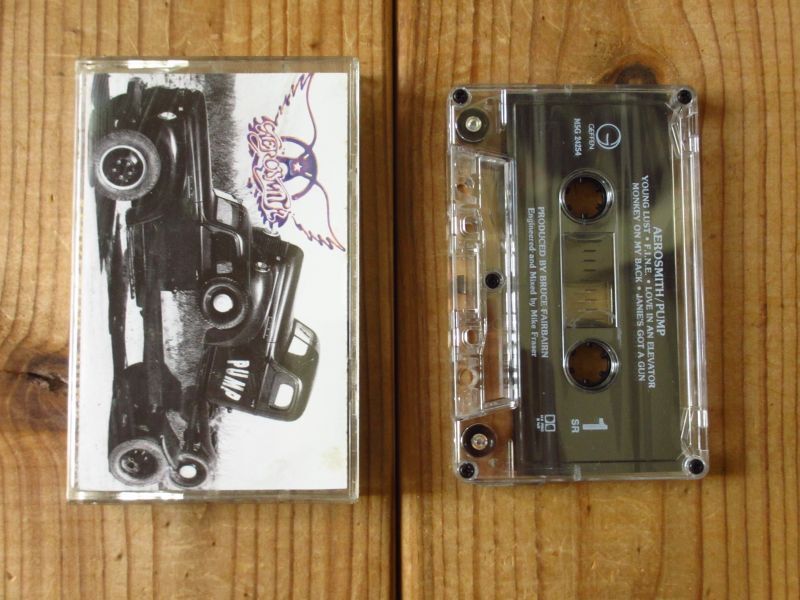 AEROSMITH
PUMP
GEFFEN
M5G 24254
AEROSMITH/PUMP
YOUNG LUST • F.I.N.E. • LOVE IN AN ELEVATOR
MONKEY ON MY BACK • JANIE'S GOT A GUN
1
SR
PRODUCED BY BRUCE FAIRBAIRN
Engineered and Mixed by Mike Fraser